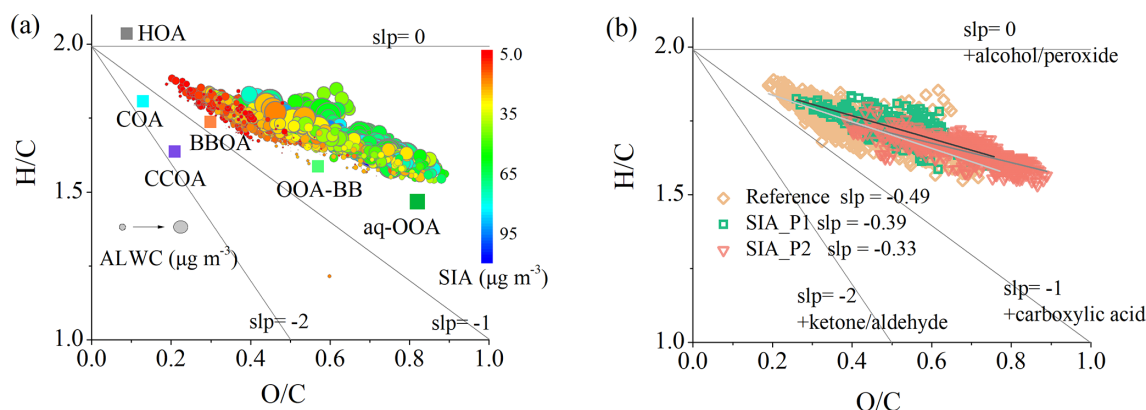 (a)
HOA
slp= 0
2.0
5.0
COA
BBOA
35
H/C
CCOA
OOA-BB
1.5
65
aq-OOA
ALWC (μg m-3)
95
SIA (μg m-3)
slp= -2
slp= -1
1.0
0.0 0.2 0.4 0.6 0.8 1.0
O/C
(b)
slp= 0
+alcohol/peroxide
2.0
H/C
1.5
Reference slp = -0.49
SIA_P1 slp = -0.39
SIA_P2 slp = -0.33
slp= -2
+ketone/aldehyde
slp= -1
+carboxylic acid
1.0
0.0 0.2 0.4 0.6 0.8 1.0
O/C